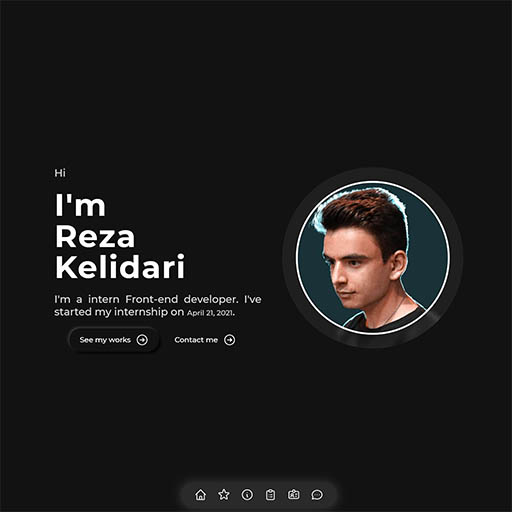 Hi
I'm
Reza
Kelidari
I'm a intern Front-end developer. I've
started my internship on April 21, 2021.
See my works
Contact me